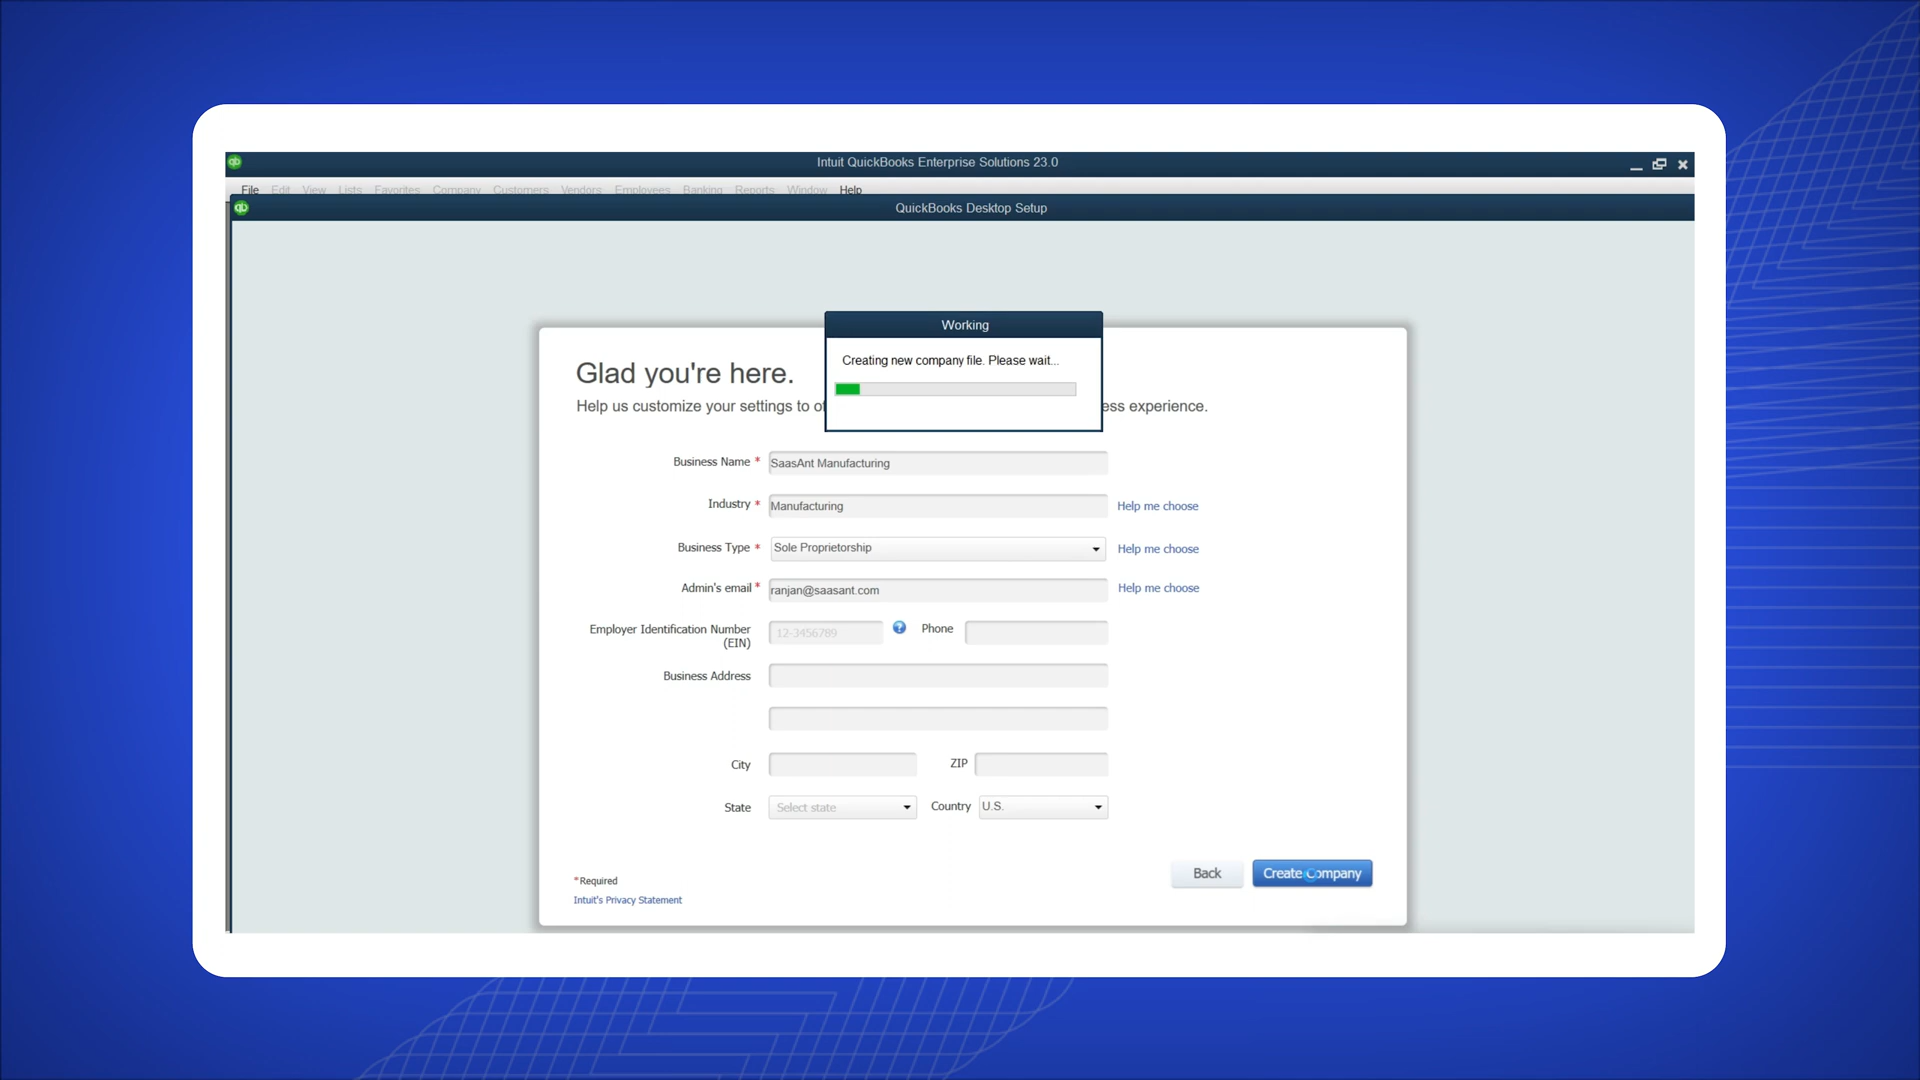 qb
Intuit QuickBooks Enterprise Solutions 23.0
File Edit View Lists Favorites Company Customers Vendors Employees Banking Reports Window Help
qb
QuickBooks Desktop Setup
Working
Creating new company file. Please wait...
Glad you're here.
Help us customize your settings to
ess experience.
Business Name * SaasAnt Manufacturing
Industry * Manufacturing Help me choose
Business Type * Sole Proprietorship Help me choose
Admin's email * ranjan@saasant.com Help me choose
Employer Identification Number 12-3456789 ? Phone
(EIN)
Business Address
City ZIP
State Select state Country U.S.
Back Create Company
*Required
Intuit's Privacy Statement